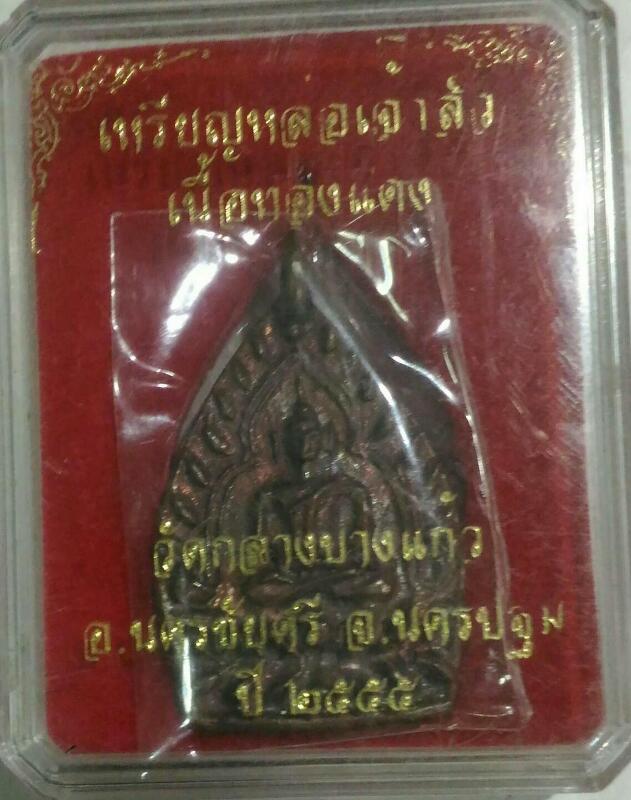 เหรียญหล่อเจ้าสัว
เนื้อทองแดง
วัดกลางบางแก้ว
อ.นครชัยศรี จ.นครปฐม
ปี ๒๕๕๕